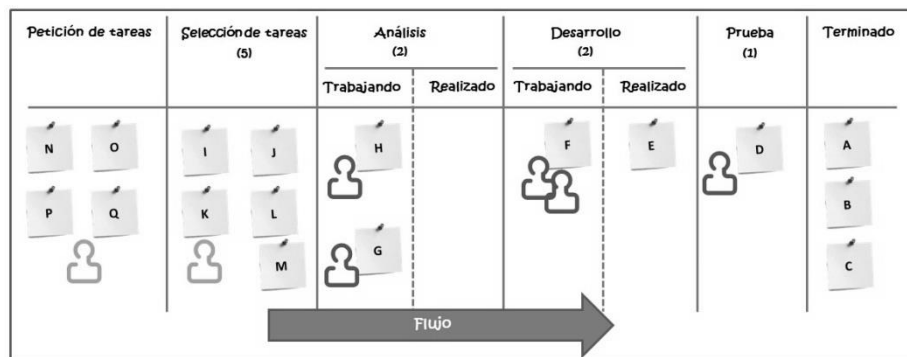 Petición de tareas
Selección de tareas
(5)
Análisis
(2)
Desarrollo
(2)
Prueba
(1)
Terminado
Trabajando
Realizado
Trabajando
Realizado
N
O
I
J
H
F
E
D
A
P
Q
K
L
M
G
B
C
Flujo